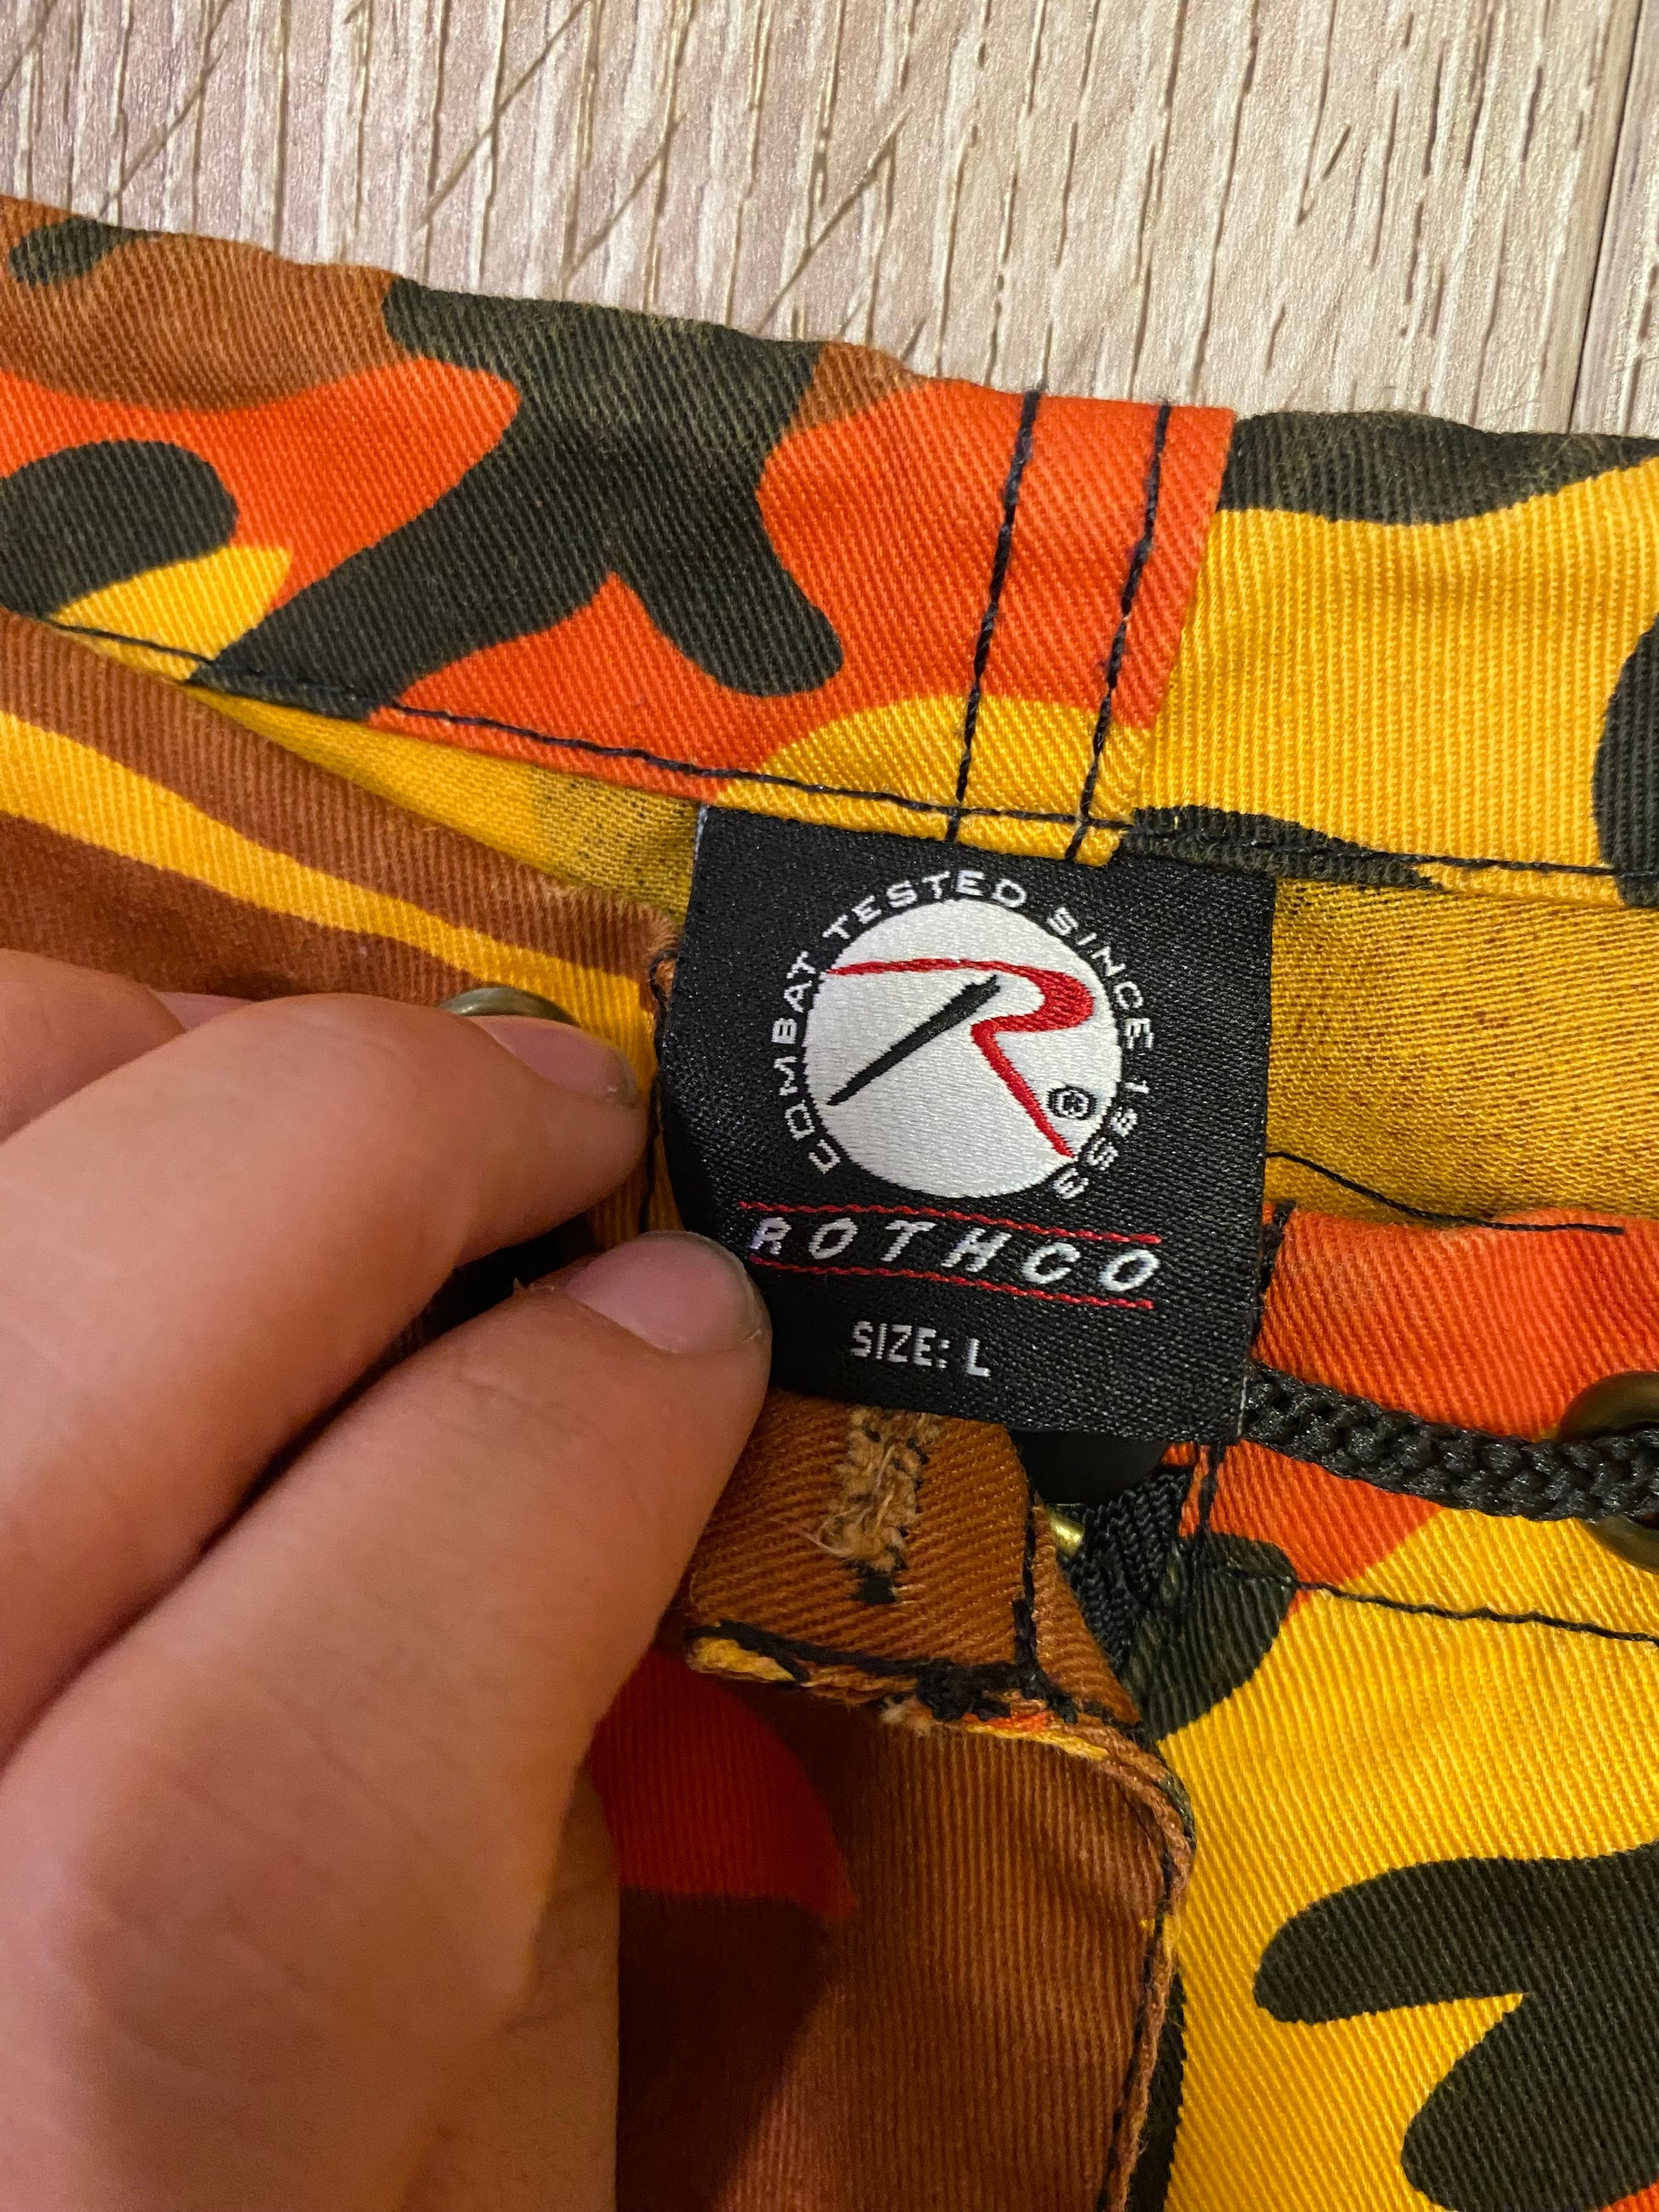 COMBAT TESTED SINCE 1953
R ®
ROTHCO
SIZE: L